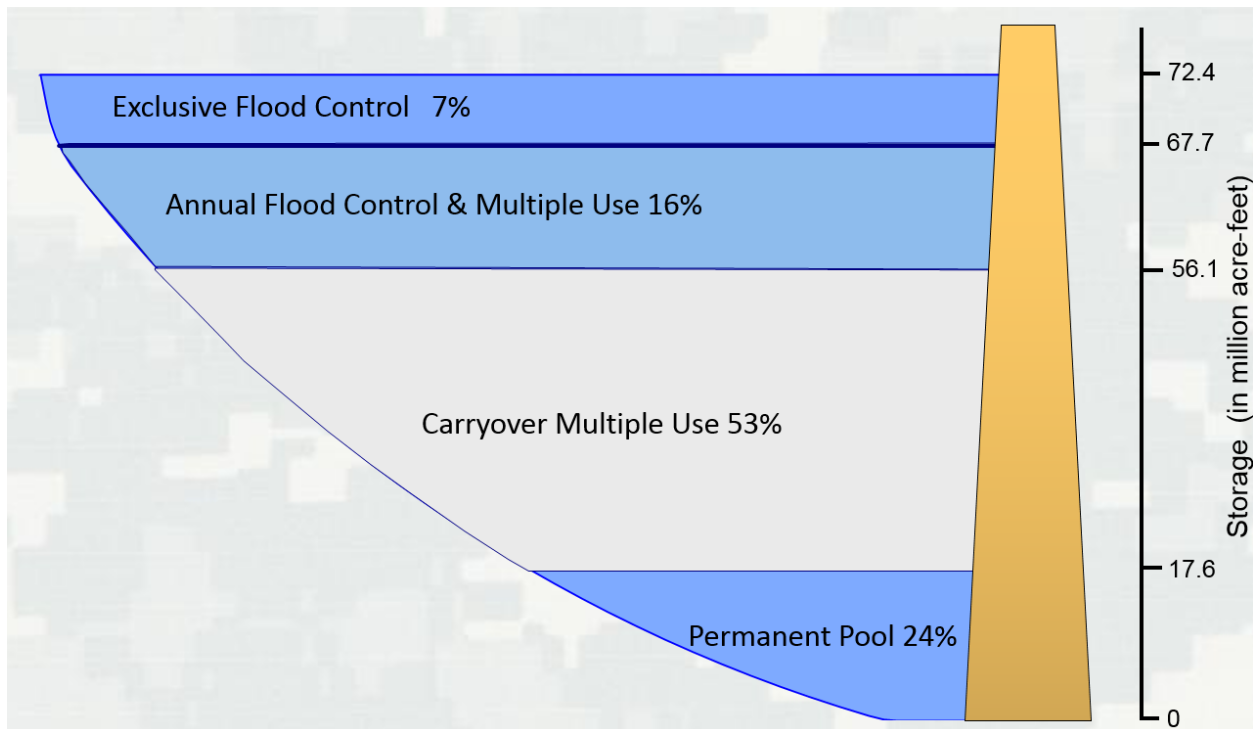 72.4
Exclusive Flood Control 7%
67.7
Annual Flood Control & Multiple Use 16%
56.1
Carryover Multiple Use 53%
17.6
Permanent Pool 24%
0
Storage (in million acre-feet)